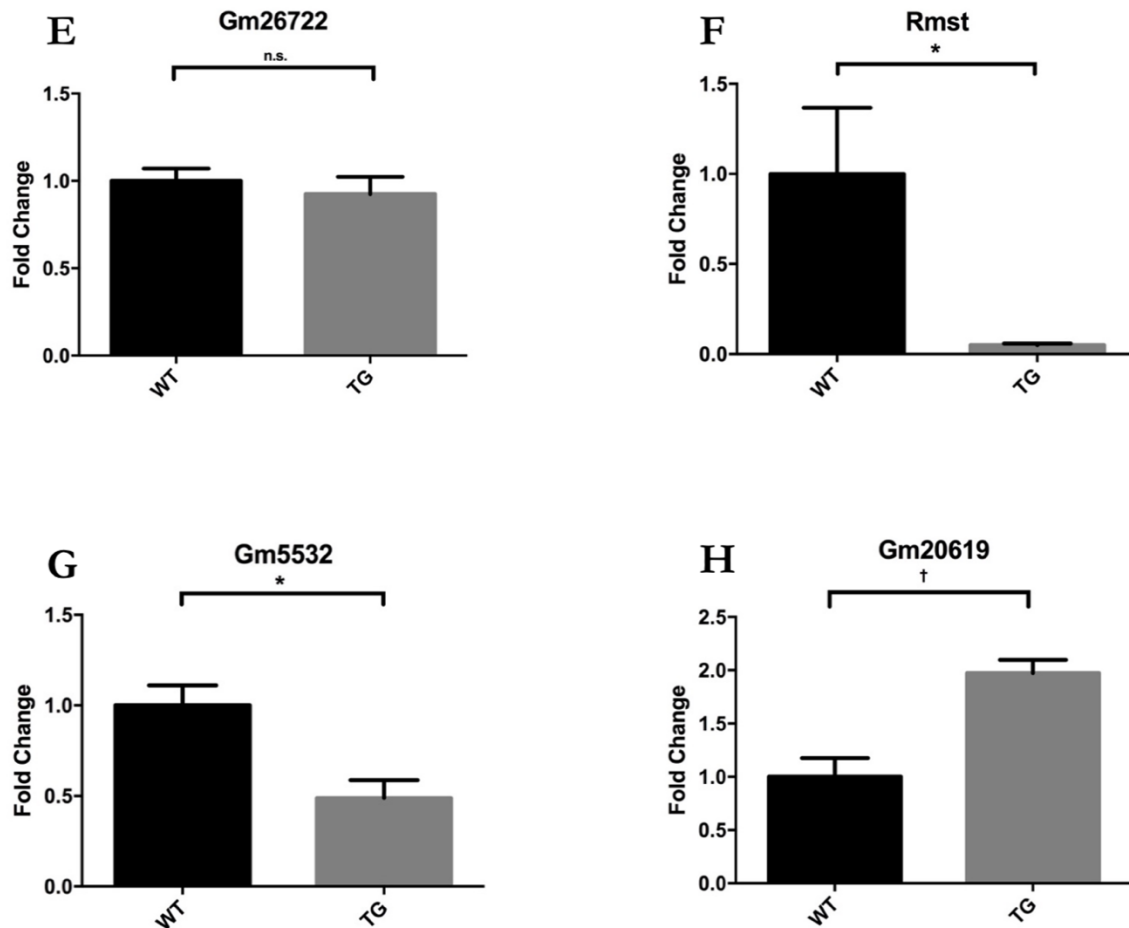 E
Gm26722
n.s.
Fold Change
1.5
1.0
0.5
0.0
WT
TG
F
Rmst
*
Fold Change
1.5
1.0
0.5
0.0
WT
TG
G
Gm5532
*
Fold Change
1.5
1.0
0.5
0.0
WT
TG
H
Gm20619
†
Fold Change
2.5
2.0
1.5
1.0
0.5
0.0
WT
TG